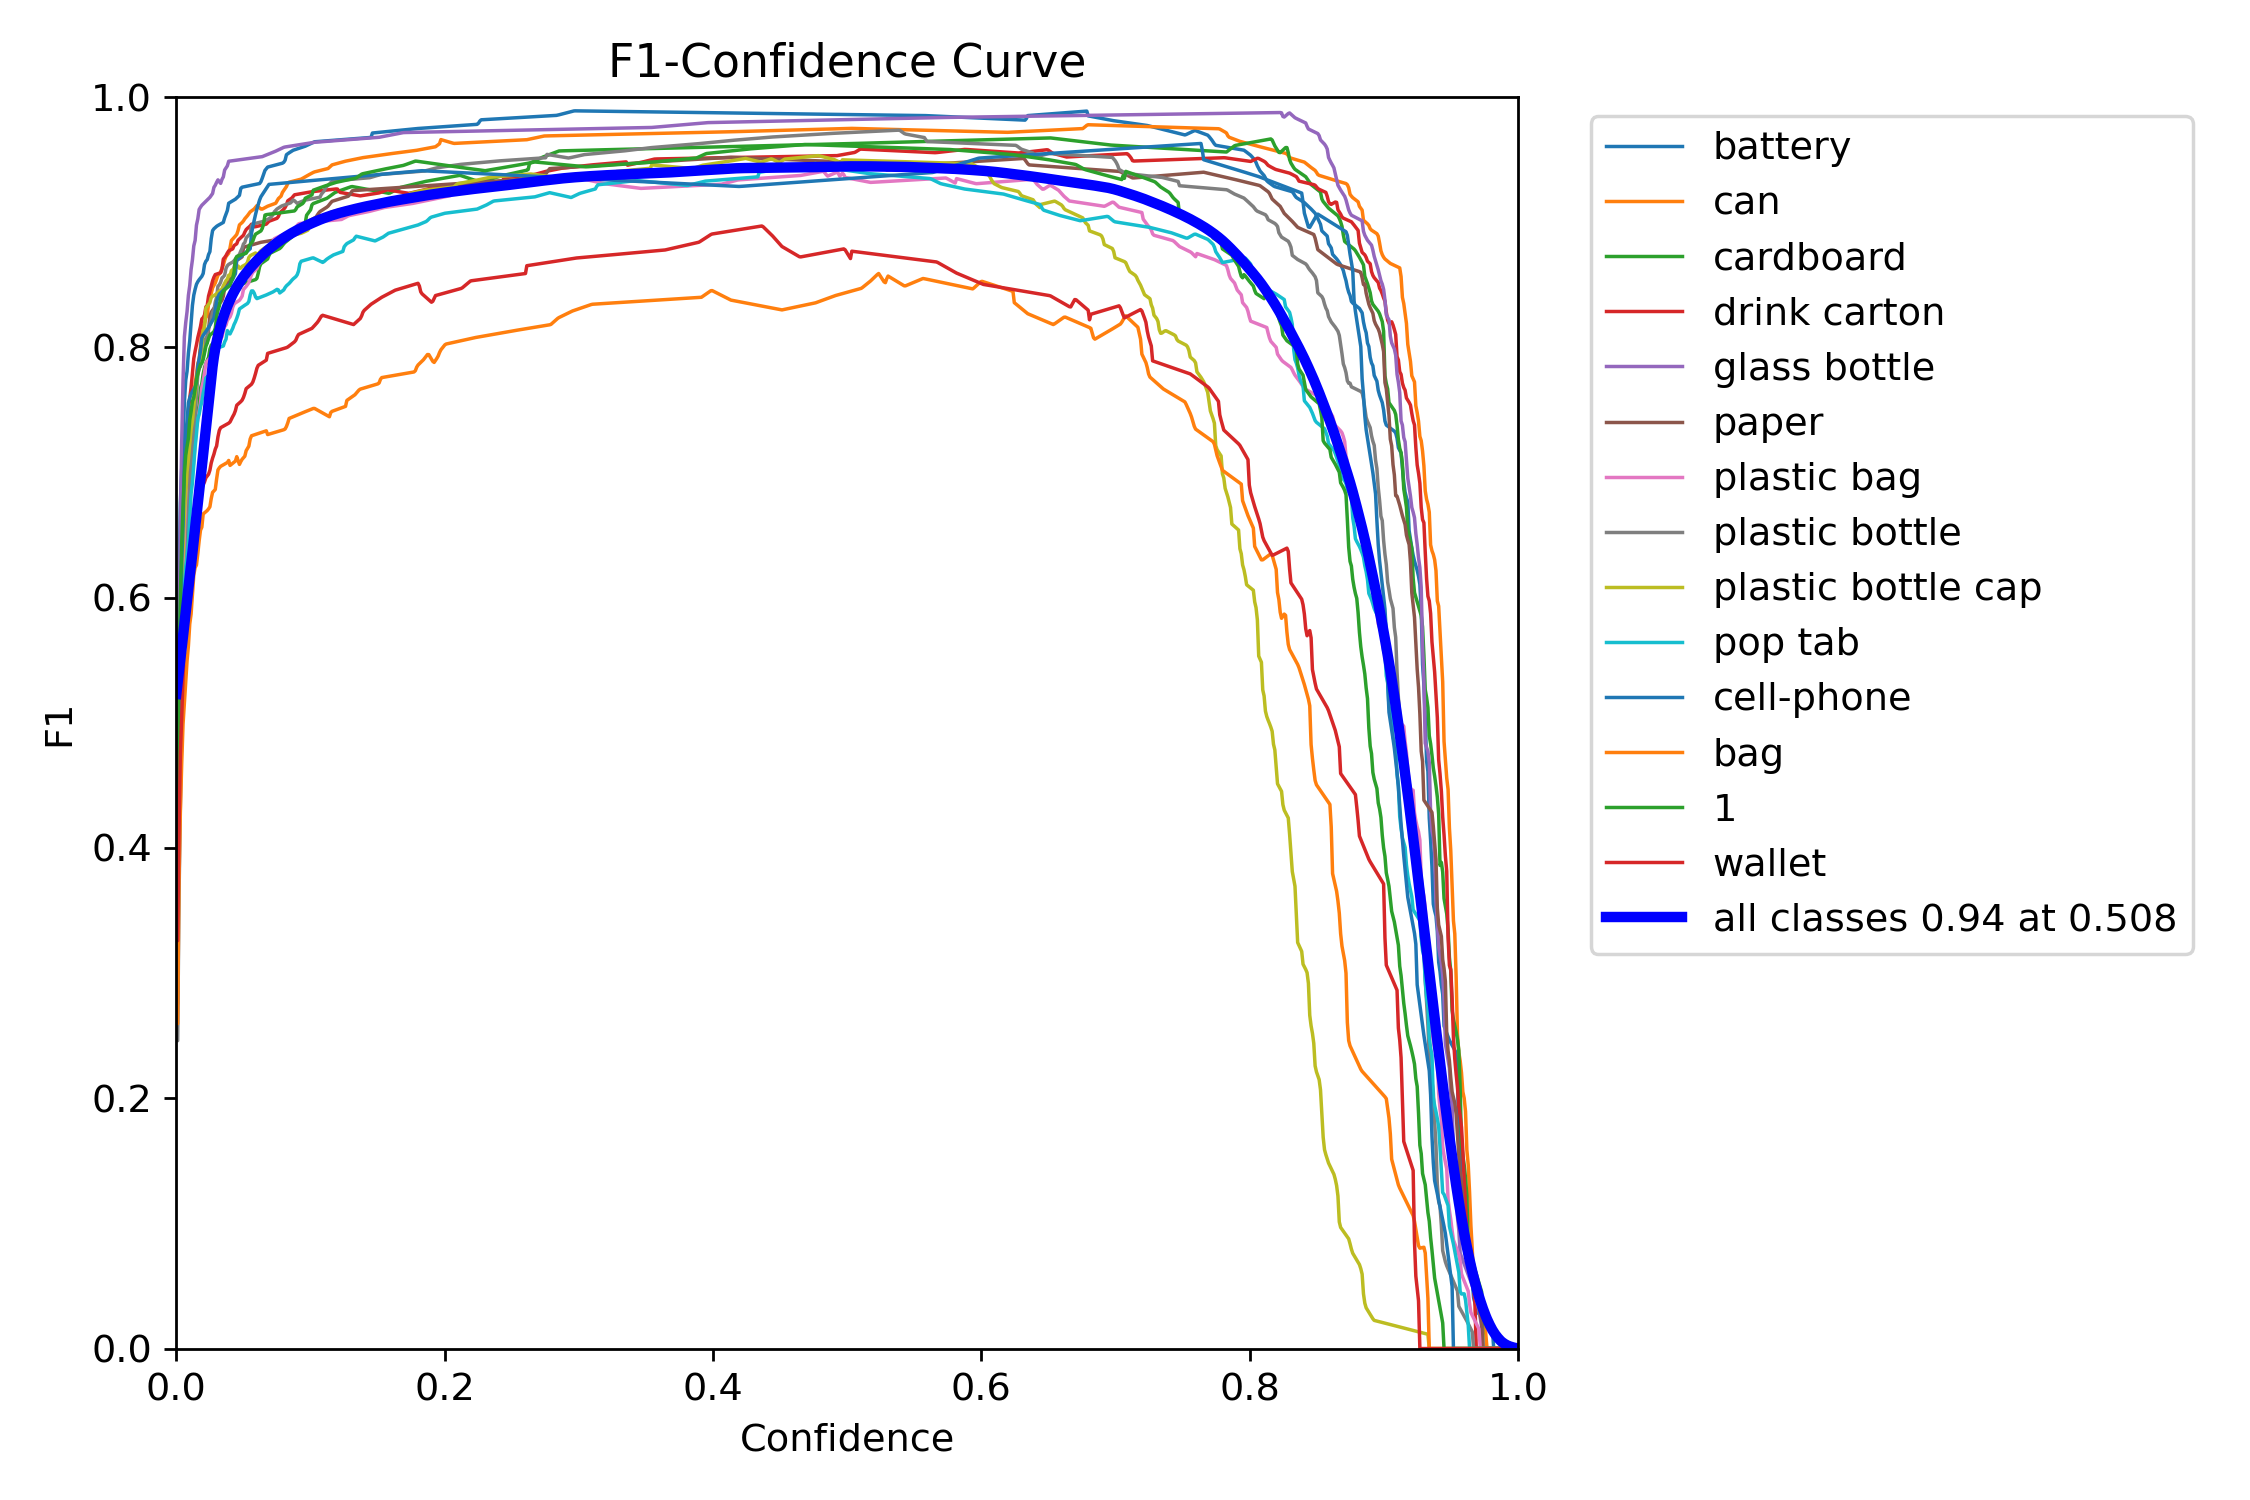 F1-Confidence Curve
1.0
0.8
0.6
0.4
0.2
0.0
F1
0.0 0.2 0.4 0.6 0.8 1.0
Confidence
battery
can
cardboard
drink carton
glass bottle
paper
plastic bag
plastic bottle
plastic bottle cap
pop tab
cell-phone
bag
1
wallet
all classes 0.94 at 0.508